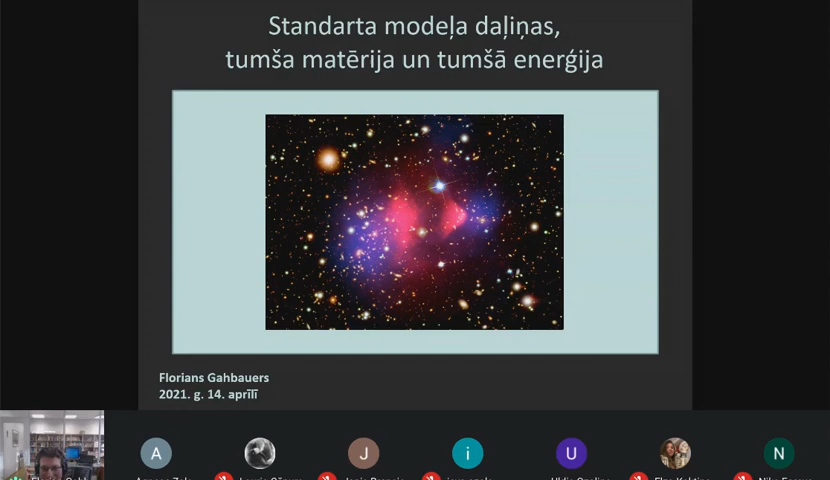 Standarta modeļa daļiņas,
tumša matērija un tumšā enerģija
Florians Gahbauers
2021. g. 14. aprīlī
A
J
i
U
N